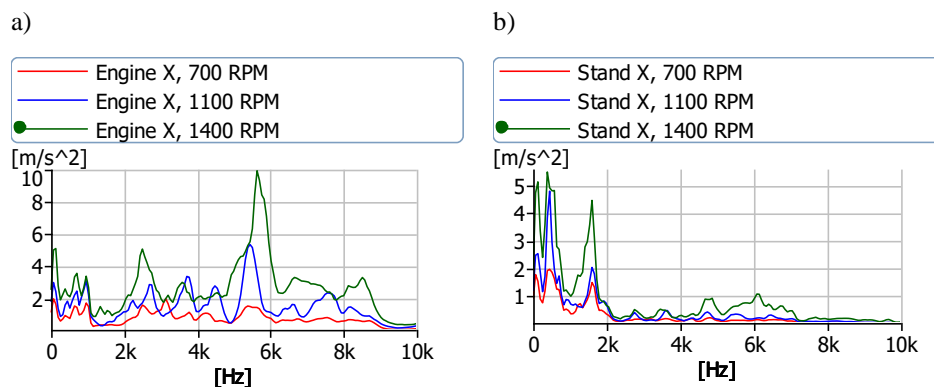 a)
Engine X, 700 RPM
Engine X, 1100 RPM
Engine X, 1400 RPM
[m/s^2]
10
8
6
4
2
0 2k 4k 6k 8k 10k
[Hz]
b)
Stand X, 700 RPM
Stand X, 1100 RPM
Stand X, 1400 RPM
[m/s^2]
5
4
3
2
1
0 2k 4k 6k 8k 10k
[Hz]